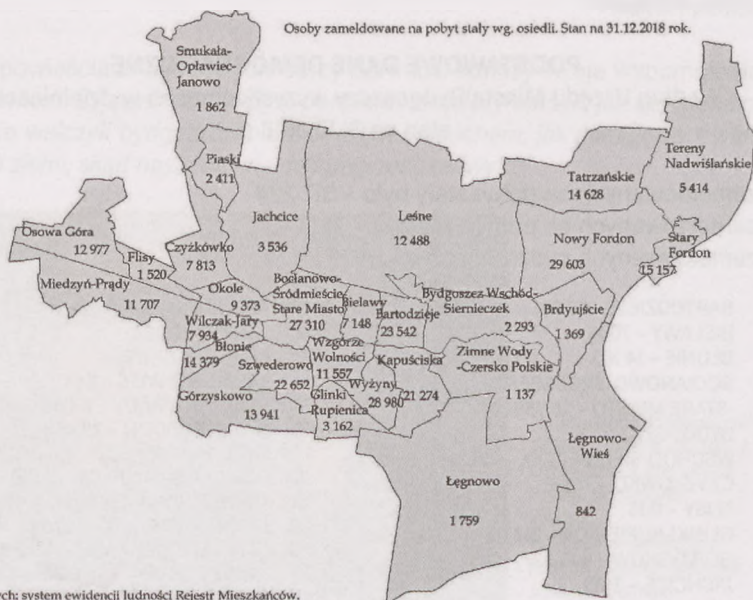 Osoby zameldowane na pobyt stały wg. osiedli. Stan na 31.12.2018 rok.
Smukała-
Opławiec-
Janowo
1 862
Piaski
2 411
Tereny
Nadwiślańskie
5 414
Tatrzańskie
14 628
Jachcice
3 536
Leśne
12 488
Nowy Fordon
29 603
Stary
Fordon
15 157
Osowa Góra
12 977
Flisy
1 520
Czyżkówko
7 813
Miedzyń-Prądy
11 707
Okole
9 373
Bocianowo-
Śródmieście
Stare Miasto
27 310
Bielawy
7 148
Bartodzieje
23 542
Bydgoszcz Wschód-
Siernieczek
2 293
Brdyujście
1 369
Wilczak-Jary
7 934
Błonie
14 379
Szwederowo
22 652
Wzgórze
Wolności
11 557
Kapuściska
21 274
Zimne Wody
-Czersko Polskie
1 137
Górzyskowo
13 941
Glinki
-Rupienica
3 162
Wyżyny
28 980
Łęgnowo-
Wieś
842
Łęgnowo
1 759
ych: system ewidencji ludności Rejestr Mieszkańców.